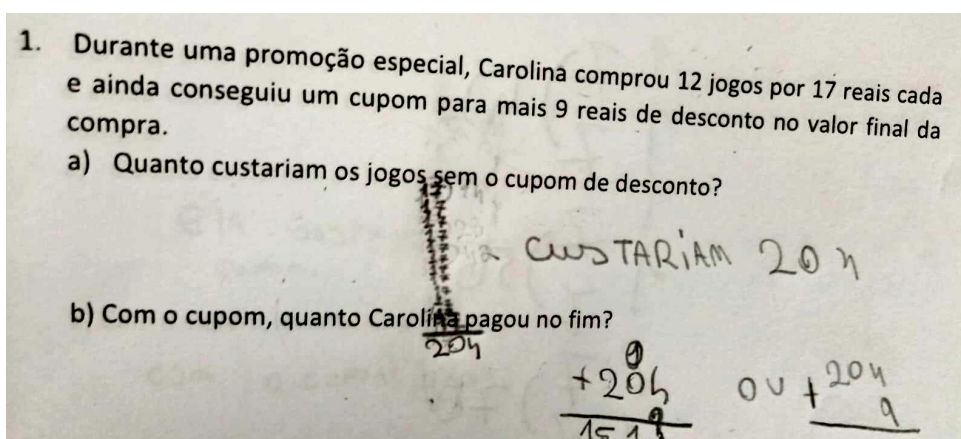 1. Durante uma promoção especial, Carolina comprou 12 jogos por 17 reais cada
e ainda conseguiu um cupom para mais 9 reais de desconto no valor final da
compra.
a) Quanto custariam os jogos sem o cupom de desconto?
CUSTARIAM 204
b) Com o cupom, quanto Carolina pagou no fim?
204
9
+204 ou +204
9